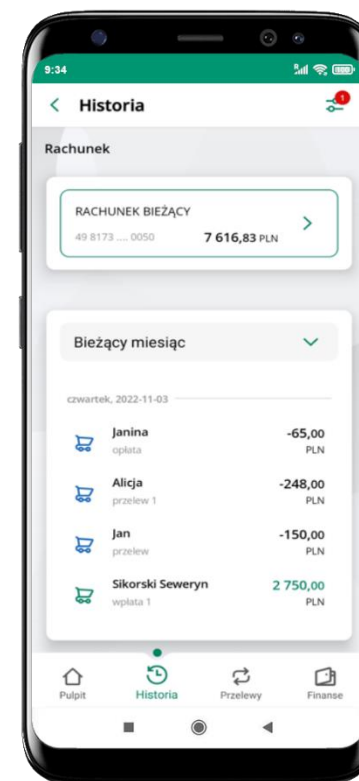 9:34
Historia
1
Rachunek
RACHUNEK BIEŻĄCY
49 8173 .... 0050 7 616,83 PLN
Bieżący miesiąc
czwartek, 2022-11-03
Janina -65,00
opłata PLN
Alicja -248,00
przelew 1 PLN
Jan -150,00
przelew PLN
Sikorski Seweryn 2 750,00
wpłata 1 PLN
Pulpit Historia Przelewy Finanse